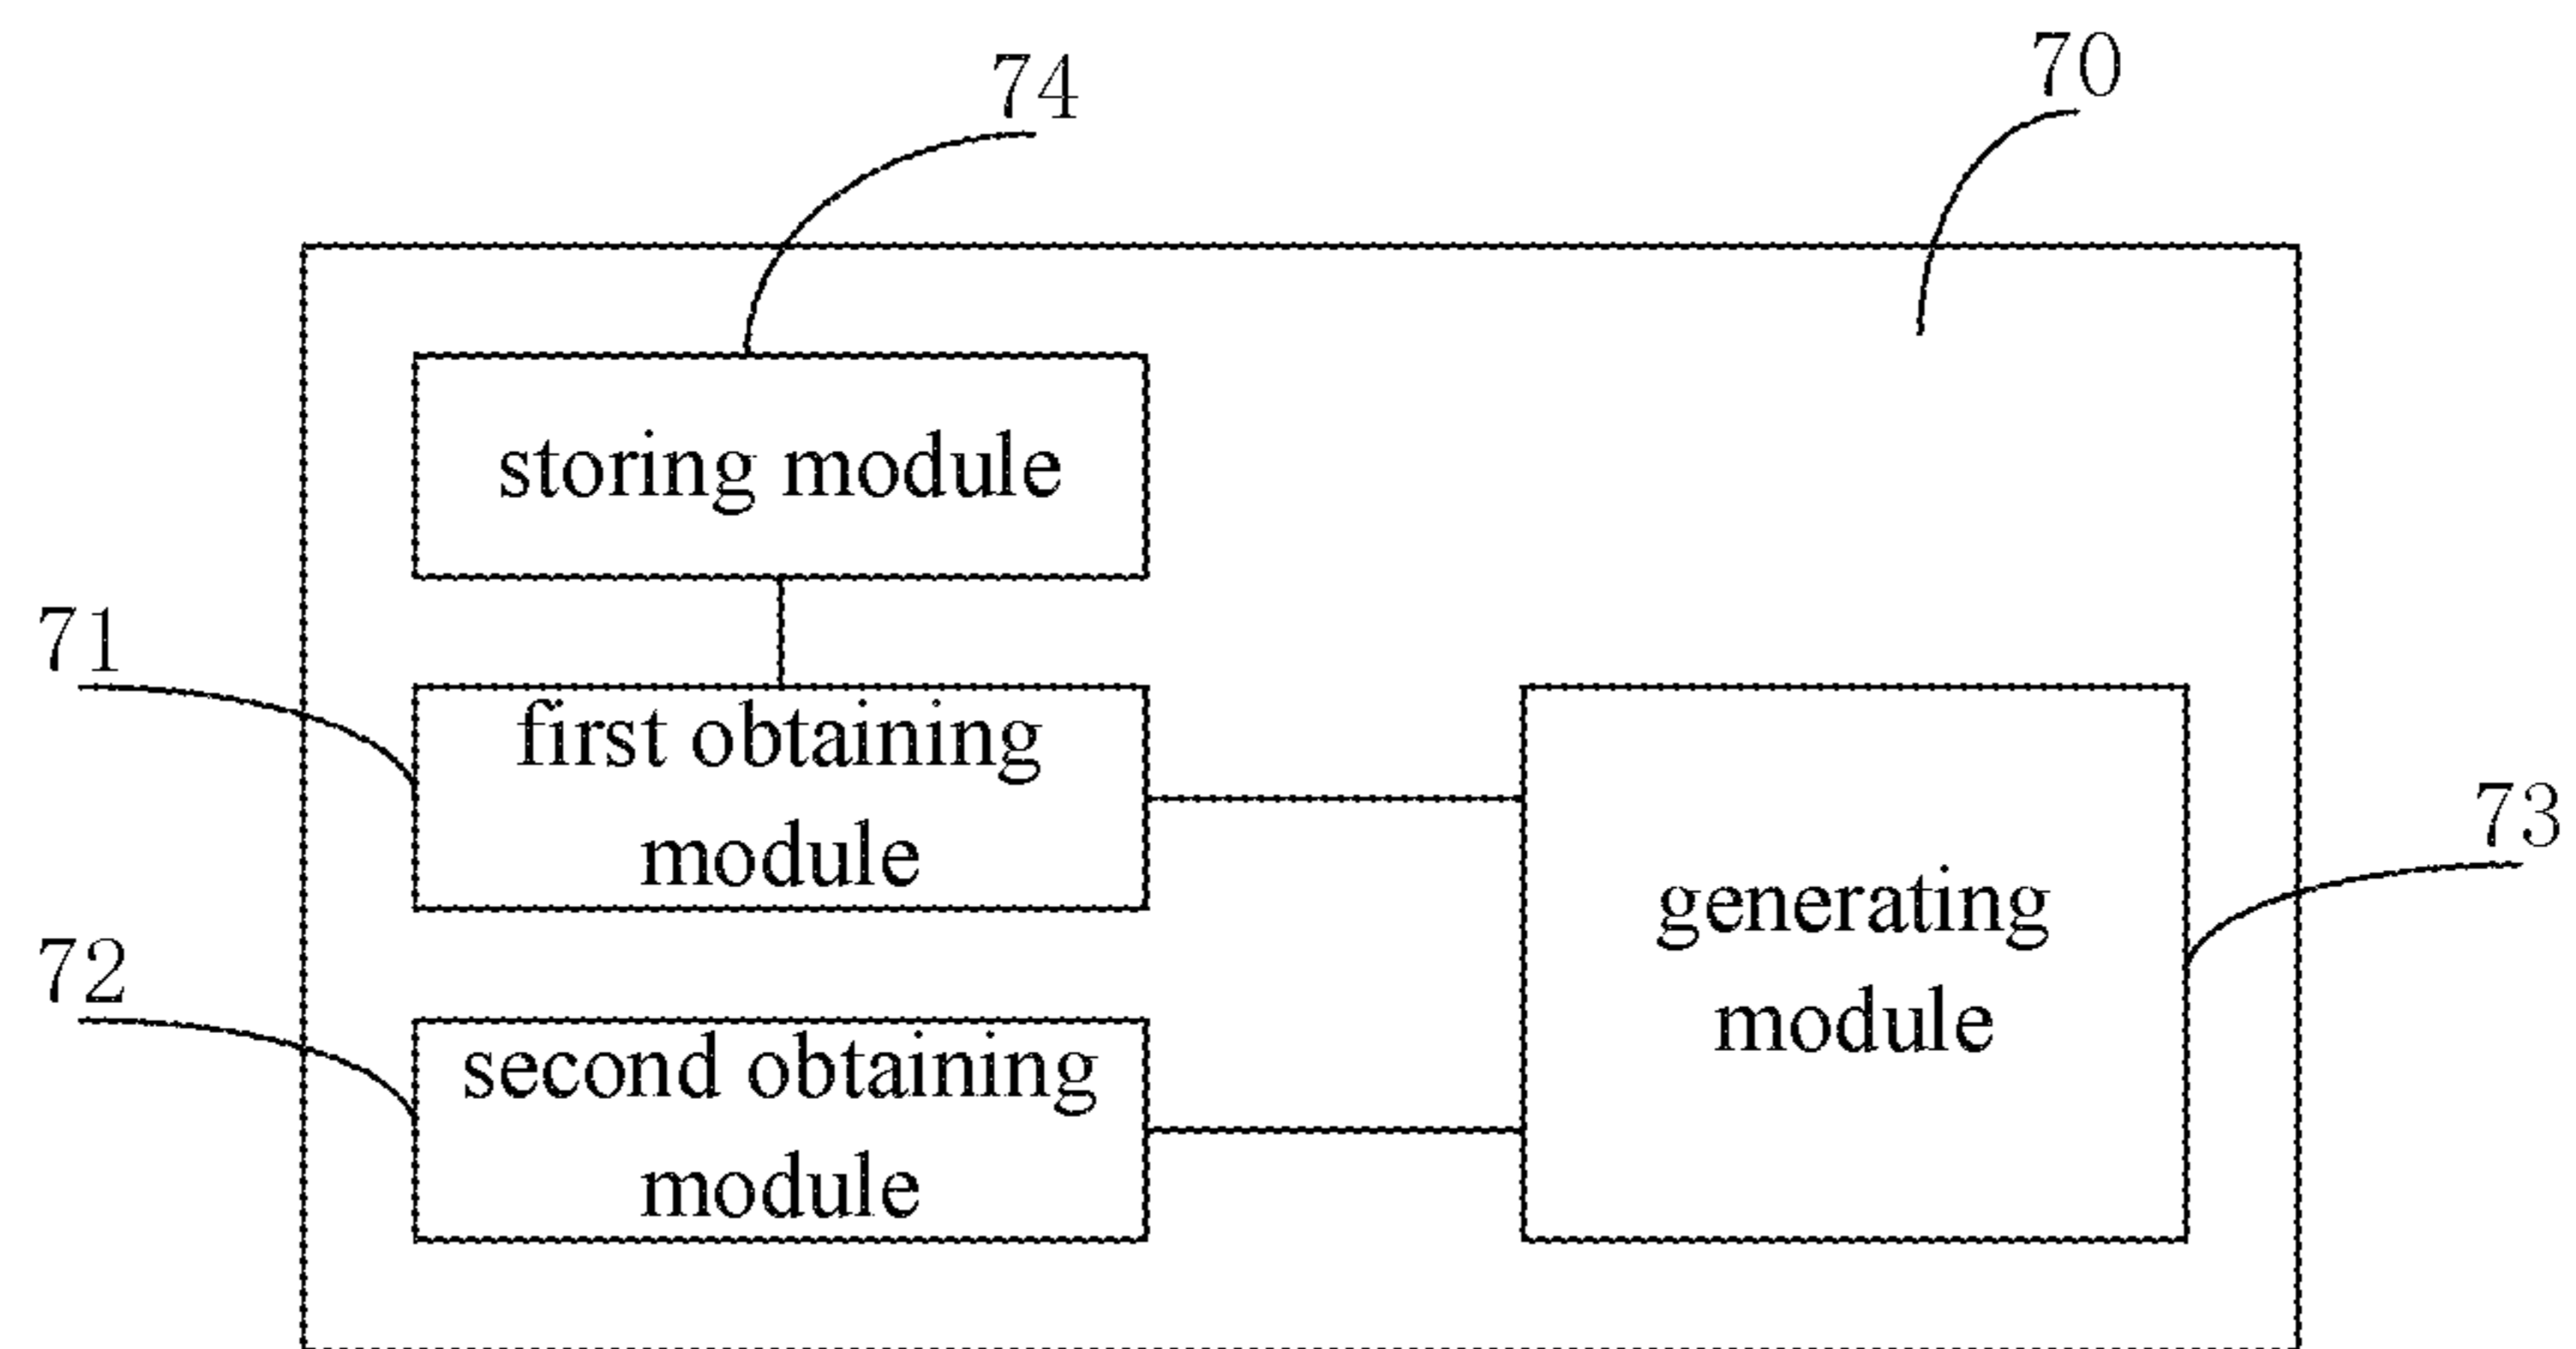 70
74
storing module
71
first obtaining
module
73
generating
module
72
second obtaining
module